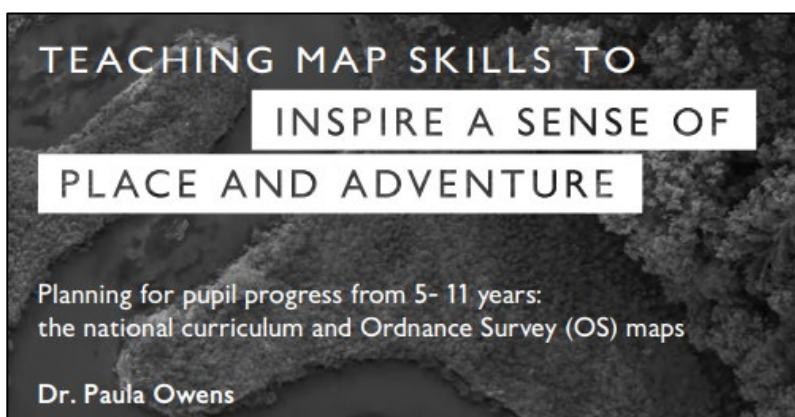 TEACHING MAP SKILLS TO
INSPIRE A SENSE OF
PLACE AND ADVENTURE
Planning for pupil progress from 5- 11 years:
the national curriculum and Ordnance Survey (OS) maps
Dr. Paula Owens